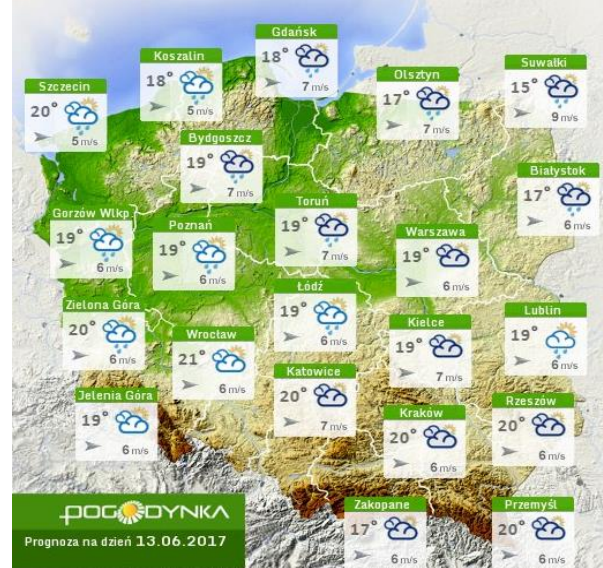 Gdańsk
18°
7 m/s
Koszalin
18°
5 m/s
Suwałki
15°
9 m/s
Olsztyn
17°
7 m/s
Szczecin
20°
5 m/s
Bydgoszcz
19°
7 m/s
Białystok
17°
6 m/s
Toruń
19°
7 m/s
Gorzów Wlkp.
19°
6 m/s
Poznań
19°
6 m/s
Warszawa
19°
6 m/s
Łódź
19°
6 m/s
Zielona Góra
20°
6 m/s
Lublin
19°
6 m/s
Kielce
19°
7 m/s
Wrocław
21°
6 m/s
Katowice
20°
7 m/s
Jelenia Góra
19°
6 m/s
Rzeszów
20°
6 m/s
Kraków
20°
6 m/s
Zakopane
17°
6 m/s
Przemyśl
20°
6 m/s
POGODYNKA
Prognoza na dzień 13.06.2017